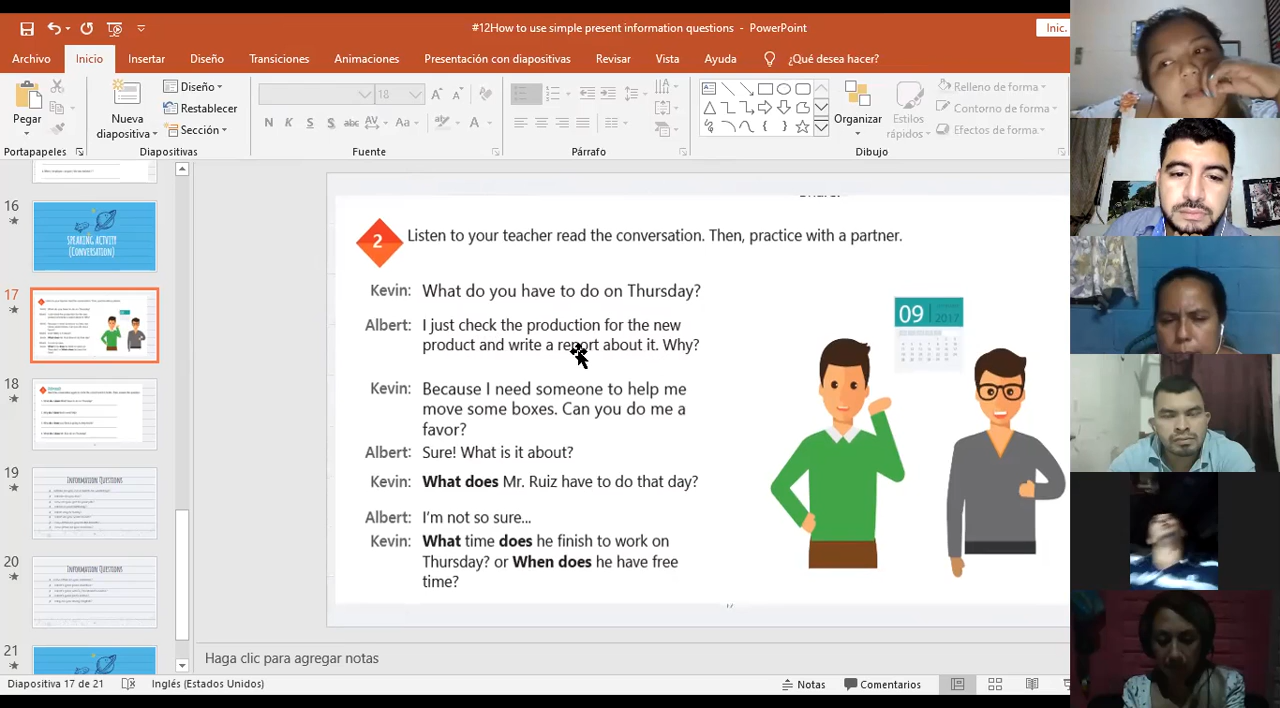 #12How to use simple present information questions - PowerPoint
Inic.
Archivo Inicio Insertar Diseño Transiciones Animaciones Presentación con diapositivas Revisar Vista Ayuda ¿Qué desea hacer?
Pegar
Nueva diapositiva
Diseño
Restablecer
Sección
18
N K S S abc AV Aa A
Organizar
Estilos rápidos
Relleno de forma
Contorno de forma
Efectos de forma
Portapapeles Diapositivas Fuente Párrafo Dibujo
16
SPEAKING ACTIVITY
(CONVERSATION)
17
18
19
INFORMATION QUESTIONS
20
INFORMATION QUESTIONS
21
2 Listen to your teacher read the conversation. Then, practice with a partner.
Kevin: What do you have to do on Thursday?
Albert: I just check the production for the new
product and write a report about it. Why?
Kevin: Because I need someone to help me
move some boxes. Can you do me a
favor?
Albert: Sure! What is it about?
Kevin: What does Mr. Ruiz have to do that day?
Albert: I'm not so sure...
Kevin: What time does he finish to work on
Thursday? or When does he have free
time?
09 2017
17
Haga clic para agregar notas
Diapositiva 17 de 21 Inglés (Estados Unidos) Notas Comentarios